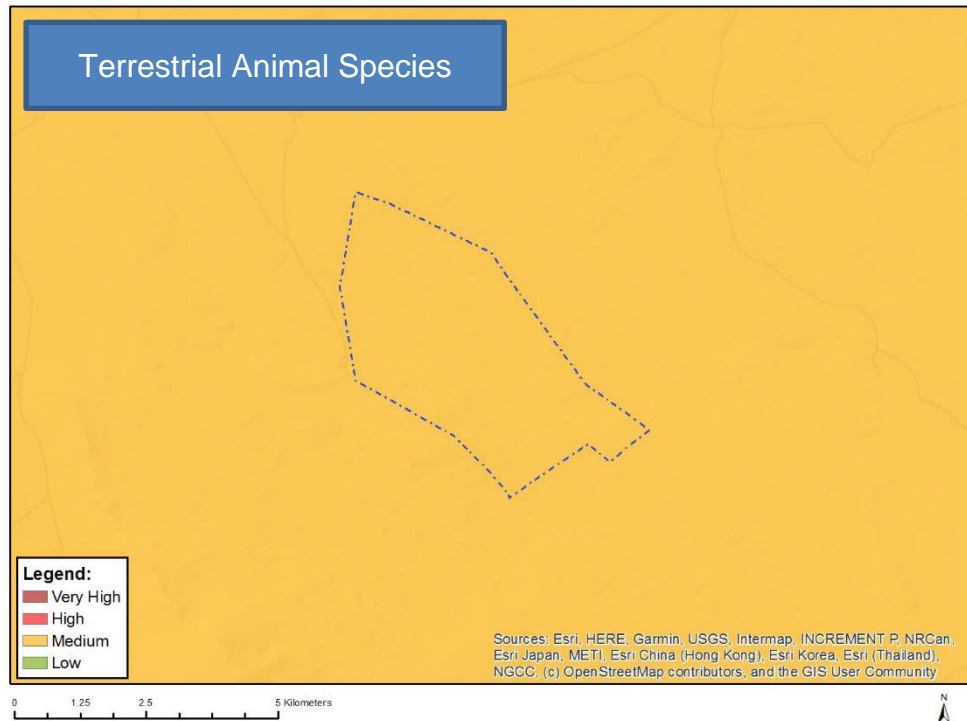 Terrestrial Animal Species
Legend:
Very High
High
Medium
Low
Sources: Esri, HERE, Garmin, USGS, Intermap, INCREMENT P, NRCan,
Esri Japan, METI, Esri China (Hong Kong), Esri Korea, Esri (Thailand),
NGCC, (c) OpenStreetMap contributors, and the GIS User Community
0 1.25 2.5 5 Kilometers
N